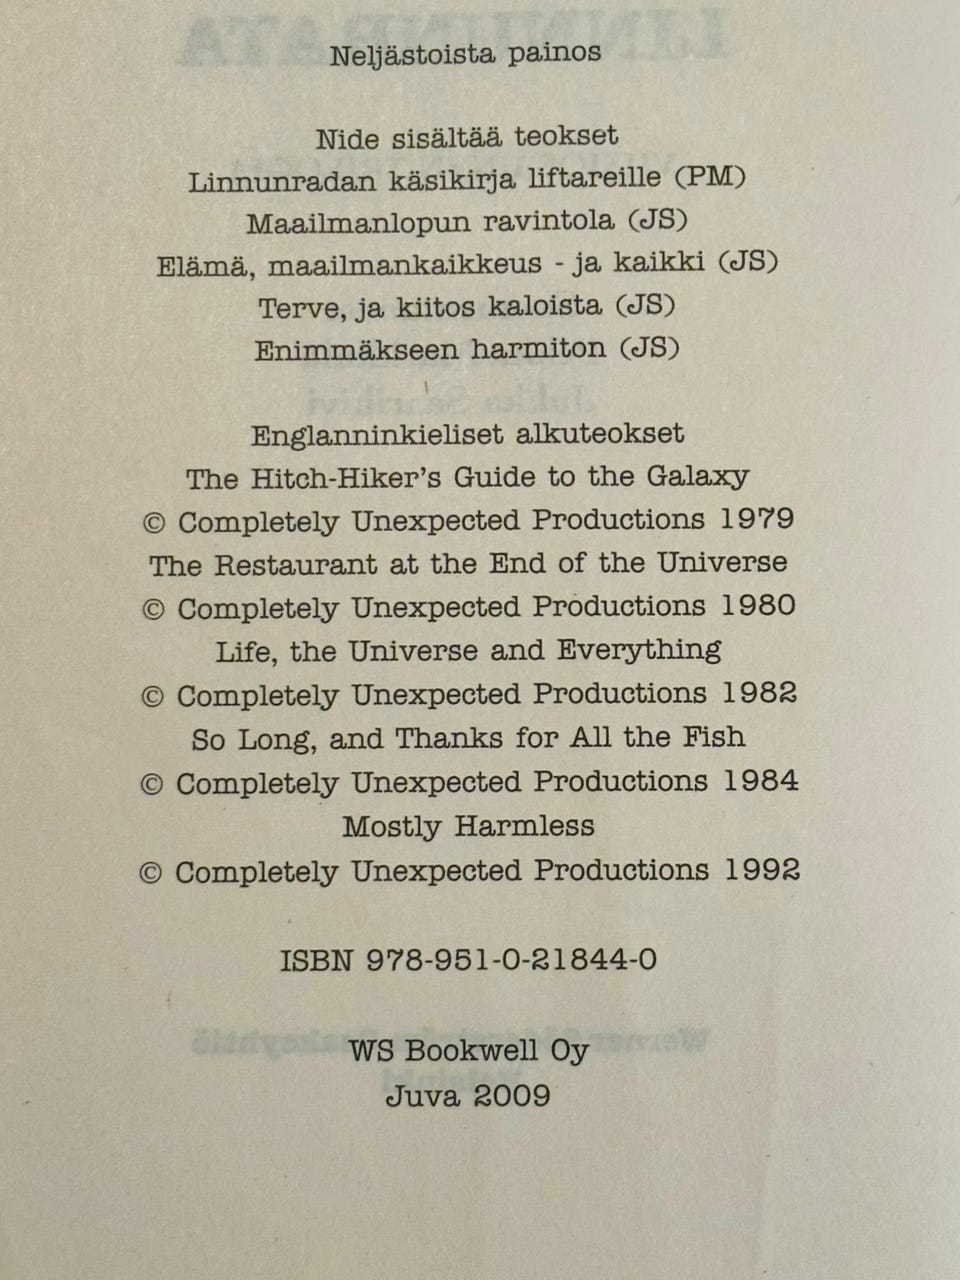 Neljästoista painos
Nide sisältää teokset
Linnunradan käsikirja liftareille (PM)
Maailmanlopun ravintola (JS)
Elämä, maailmankaikkeus - ja kaikki (JS)
Terve, ja kiitos kaloista (JS)
Enimmäkseen harmiton (JS)
Englanninkieliset alkuteokset
The Hitch-Hiker's Guide to the Galaxy
© Completely Unexpected Productions 1979
The Restaurant at the End of the Universe
© Completely Unexpected Productions 1980
Life, the Universe and Everything
© Completely Unexpected Productions 1982
So Long, and Thanks for All the Fish
© Completely Unexpected Productions 1984
Mostly Harmless
© Completely Unexpected Productions 1992
ISBN 978-951-0-21844-0
WS Bookwell Oy
Juva 2009